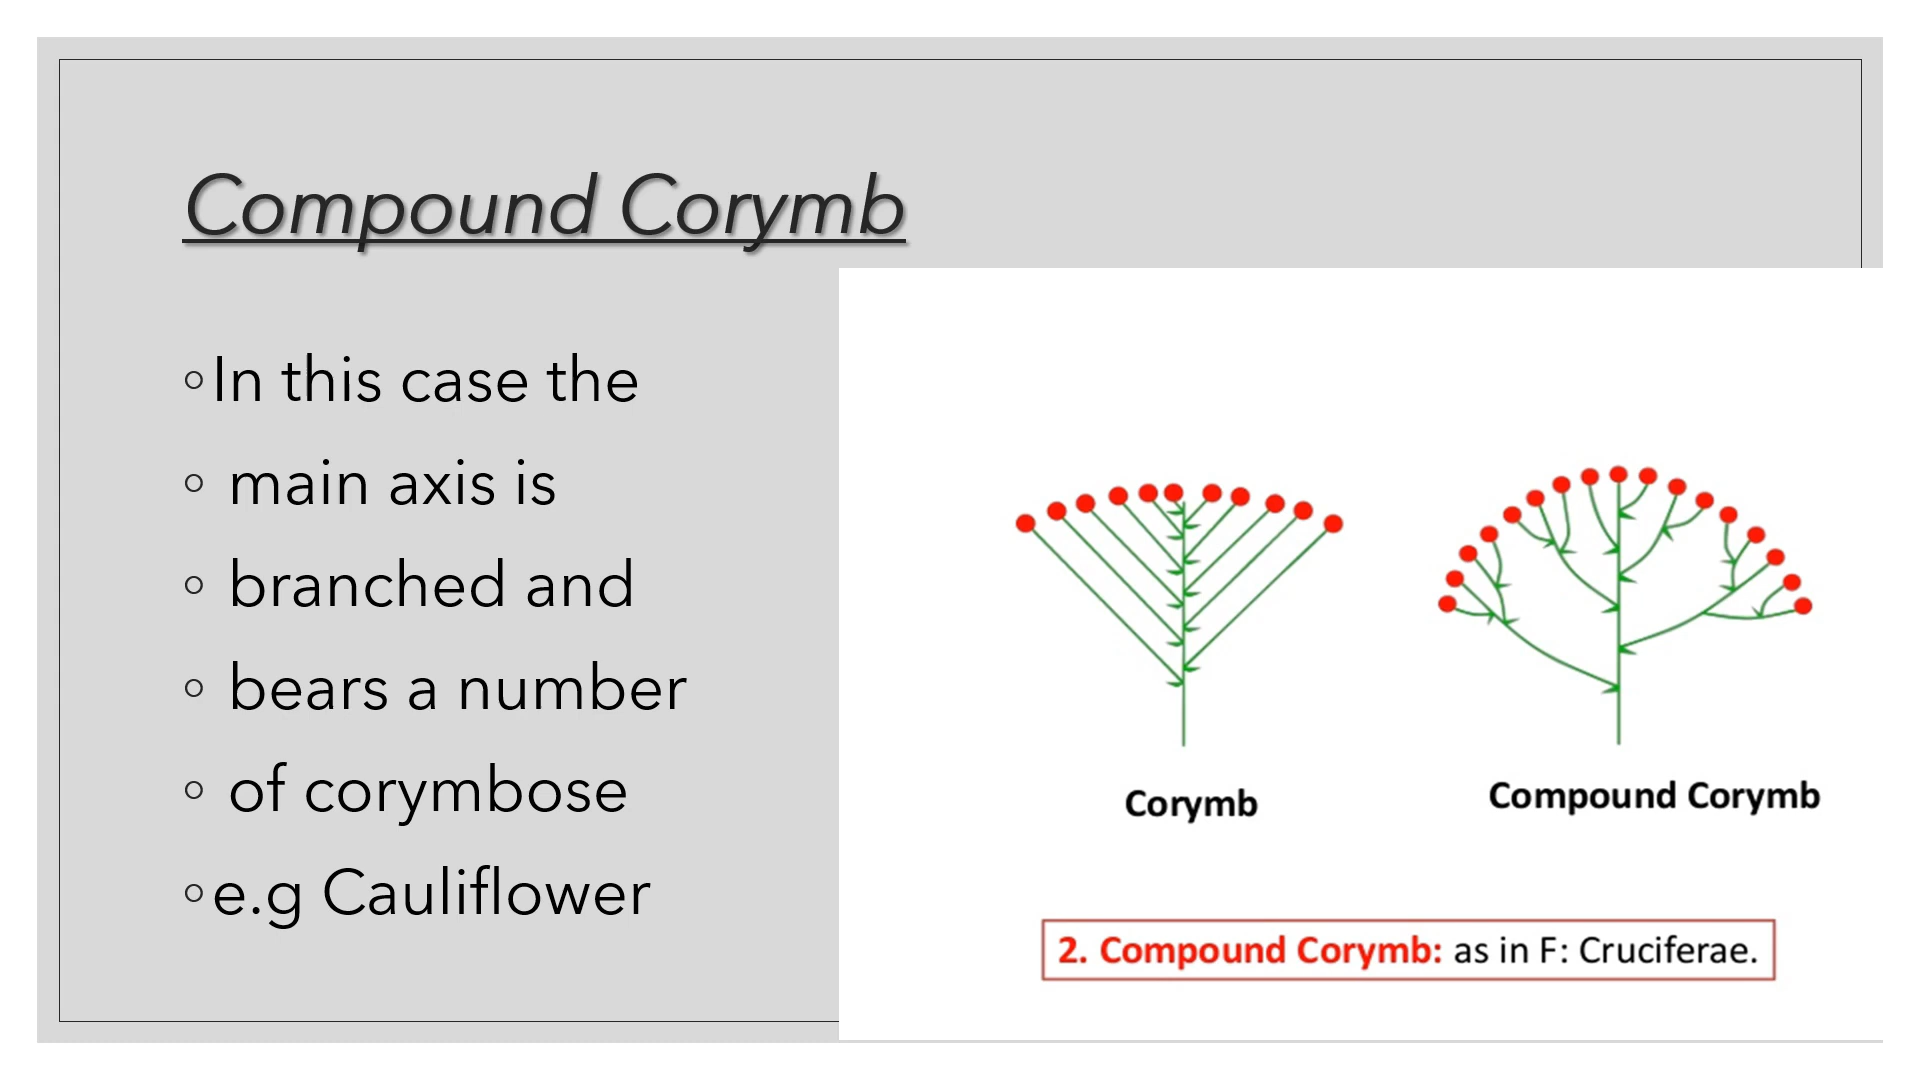 Compound Corymb
◦In this case the
◦ main axis is
◦ branched and
◦ bears a number
◦ of corymbose
◦e.g Cauliflower
Corymb
Compound Corymb
2. Compound Corymb: as in F: Cruciferae.